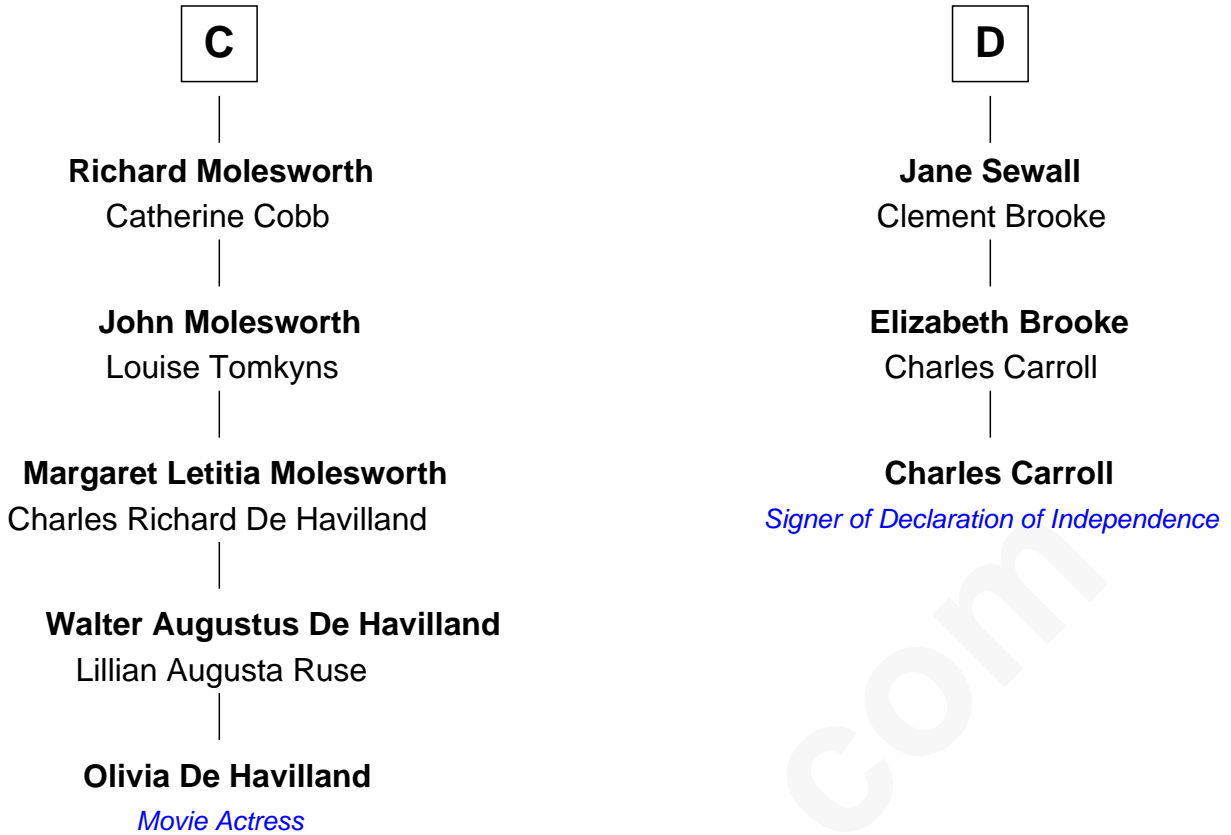 C
Richard Molesworth
Catherine Cobb
John Molesworth
Louise Tomkyns
Margaret Letitia Molesworth
Charles Richard De Havilland
Walter Augustus De Havilland
Lillian Augusta Ruse
Olivia De Havilland
Movie Actress
D
Jane Sewall
Clement Brooke
Elizabeth Brooke
Charles Carroll
Charles Carroll
Signer of Declaration of Independence
com